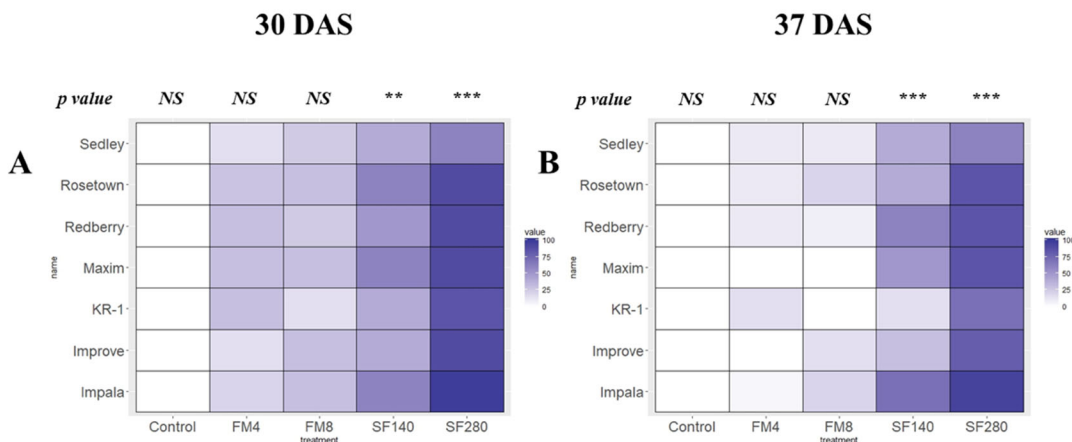 30 DAS
37 DAS
p value NS NS NS ** ***
p value NS NS NS *** ***
A
Sedley
Rosetown
Redberry
Maxim
KR-1
Improve
Impala
name
Control FM4 FM8 SF140 SF280
treatment
value
100
75
50
25
0
B
Sedley
Rosetown
Redberry
Maxim
KR-1
Improve
Impala
name
Control FM4 FM8 SF140 SF280
treatment
value
100
75
50
25
0